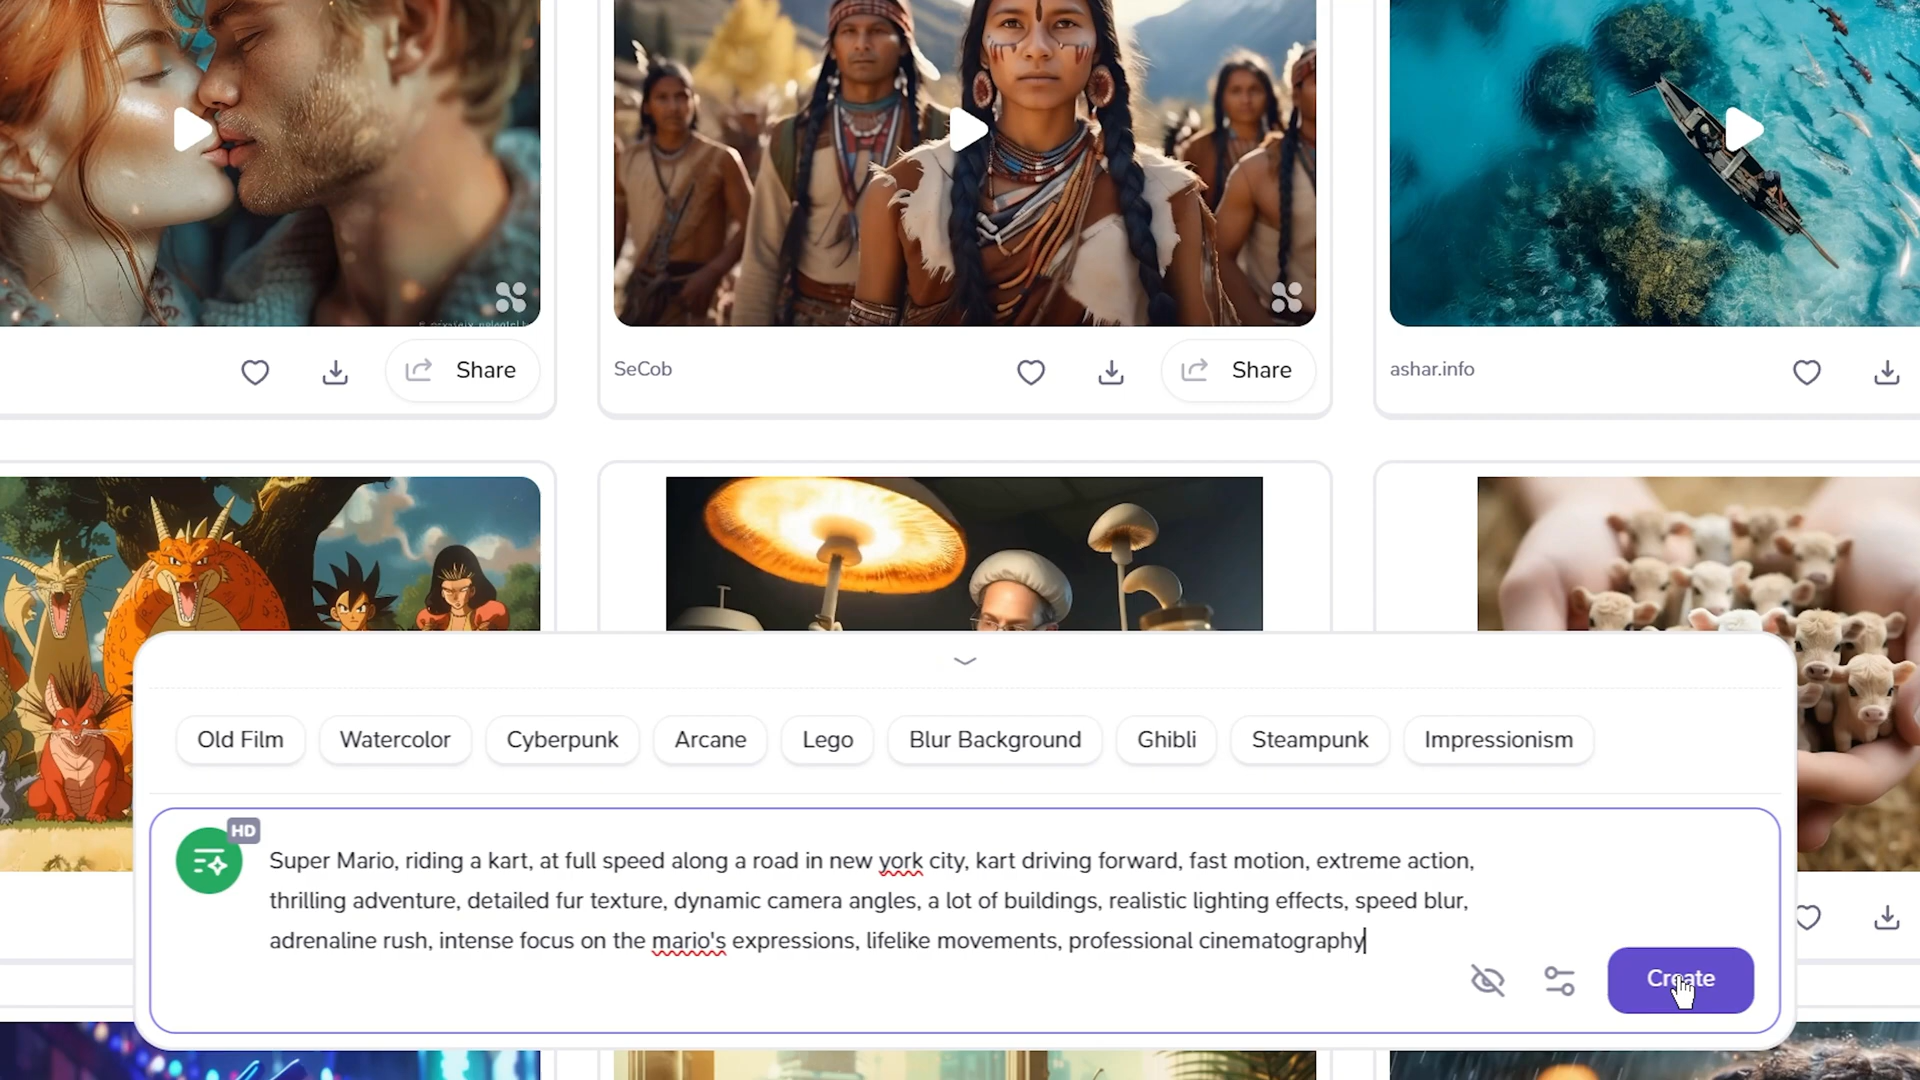 Share
SeCob
Share
ashar.info
Old Film
Watercolor
Cyberpunk
Arcane
Lego
Blur Background
Ghibli
Steampunk
Impressionism
HD
Super Mario, riding a kart, at full speed along a road in new york city, kart driving forward, fast motion, extreme action,
thrilling adventure, detailed fur texture, dynamic camera angles, a lot of buildings, realistic lighting effects, speed blur,
adrenaline rush, intense focus on the mario's expressions, lifelike movements, professional cinematography
Create